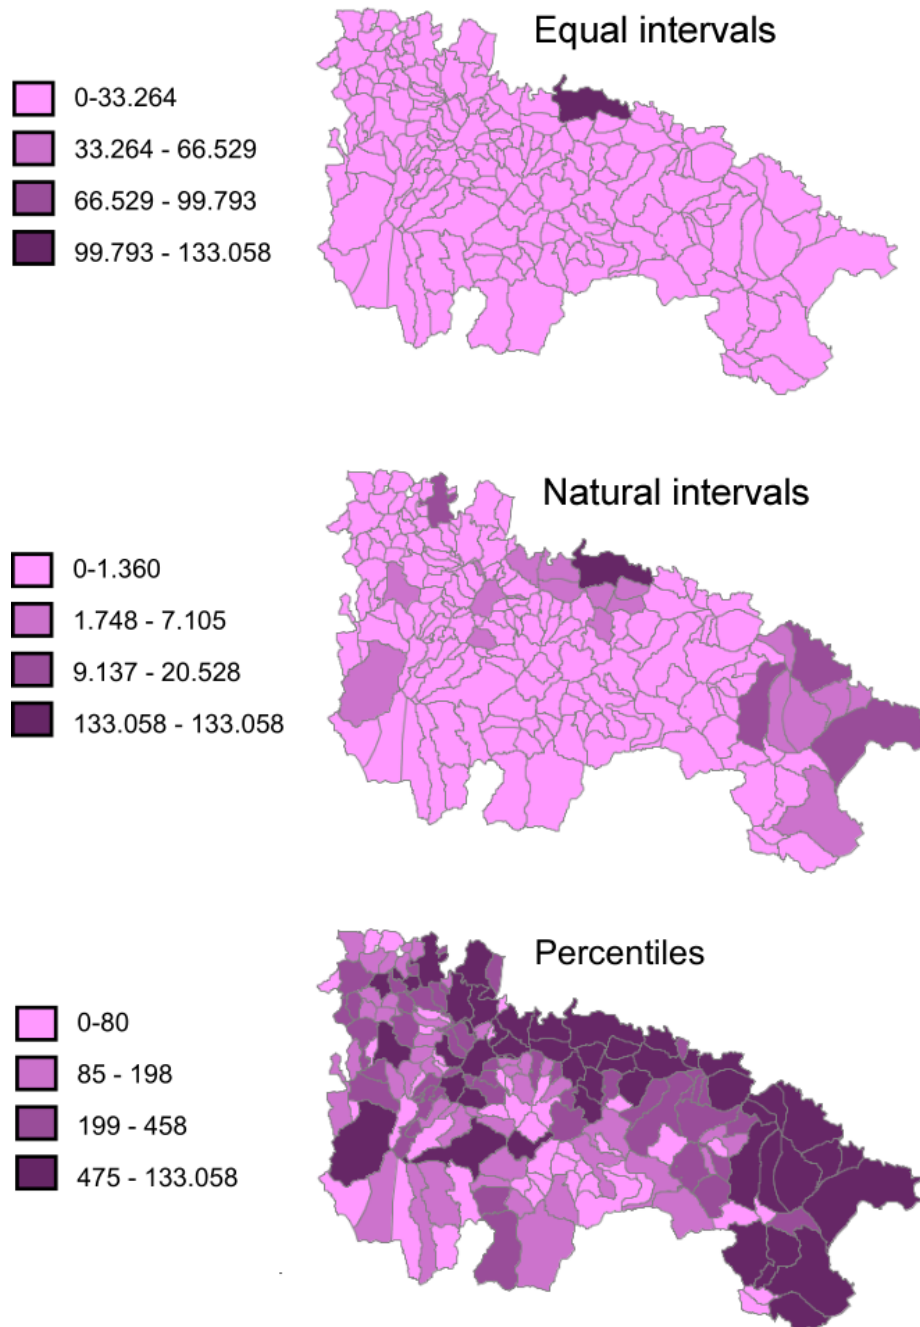 Equal intervals
0-33.264
33.264 - 66.529
66.529 - 99.793
99.793 - 133.058
Natural intervals
0-1.360
1.748 - 7.105
9.137 - 20.528
133.058 - 133.058
Percentiles
0-80
85 - 198
199 - 458
475 - 133.058